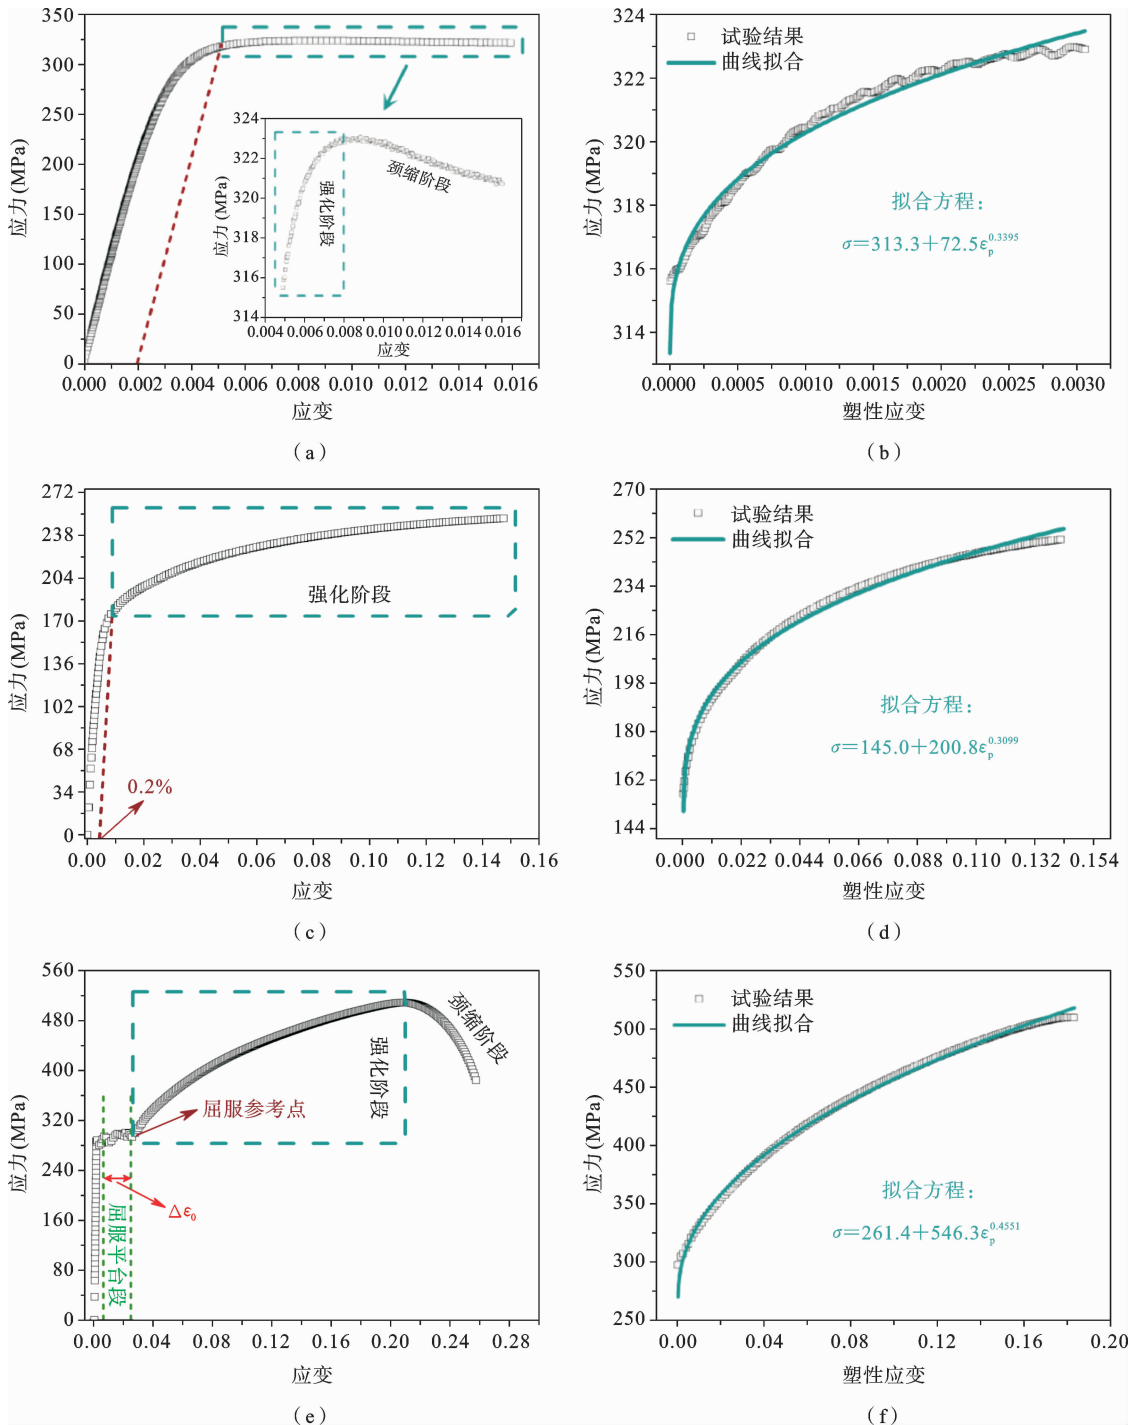 350
300
250
200
150
100
50
0
应力(MPa)
0.000 0.002 0.004 0.006 0.008 0.010 0.012 0.014 0.016
应变
324
322
320
318
316
314
应力(MPa)
强化阶段
颈缩阶段
0.004 0.006 0.008 0.010 0.012 0.014 0.016
应变
(a)
324
322
320
318
316
314
应力(MPa)
试验结果
曲线拟合
拟合方程:
σ=313.3+72.5ε_p^0.3395
0.0000 0.0005 0.0010 0.0015 0.0020 0.0025 0.0030
塑性应变
(b)
272
238
204
170
136
102
68
34
0
应力(MPa)
强化阶段
0.2%
0.00 0.02 0.04 0.06 0.08 0.10 0.12 0.14 0.16
应变
(c)
270
252
234
216
198
180
162
144
应力(MPa)
试验结果
曲线拟合
拟合方程:
σ=145.0+200.8ε_p^0.3099
0.000 0.022 0.044 0.066 0.088 0.110 0.132 0.154
塑性应变
(d)
560
480
400
320
240
160
80
0
应力(MPa)
颈缩阶段
强化阶段
屈服参考点
Δε₀
屈服平台段
0.00 0.04 0.08 0.12 0.16 0.20 0.24 0.28
应变
(e)
550
500
450
400
350
300
250
应力(MPa)
试验结果
曲线拟合
拟合方程:
σ=261.4+546.3ε_p^0.4551
0.00 0.04 0.08 0.12 0.16 0.20
塑性应变
(f)